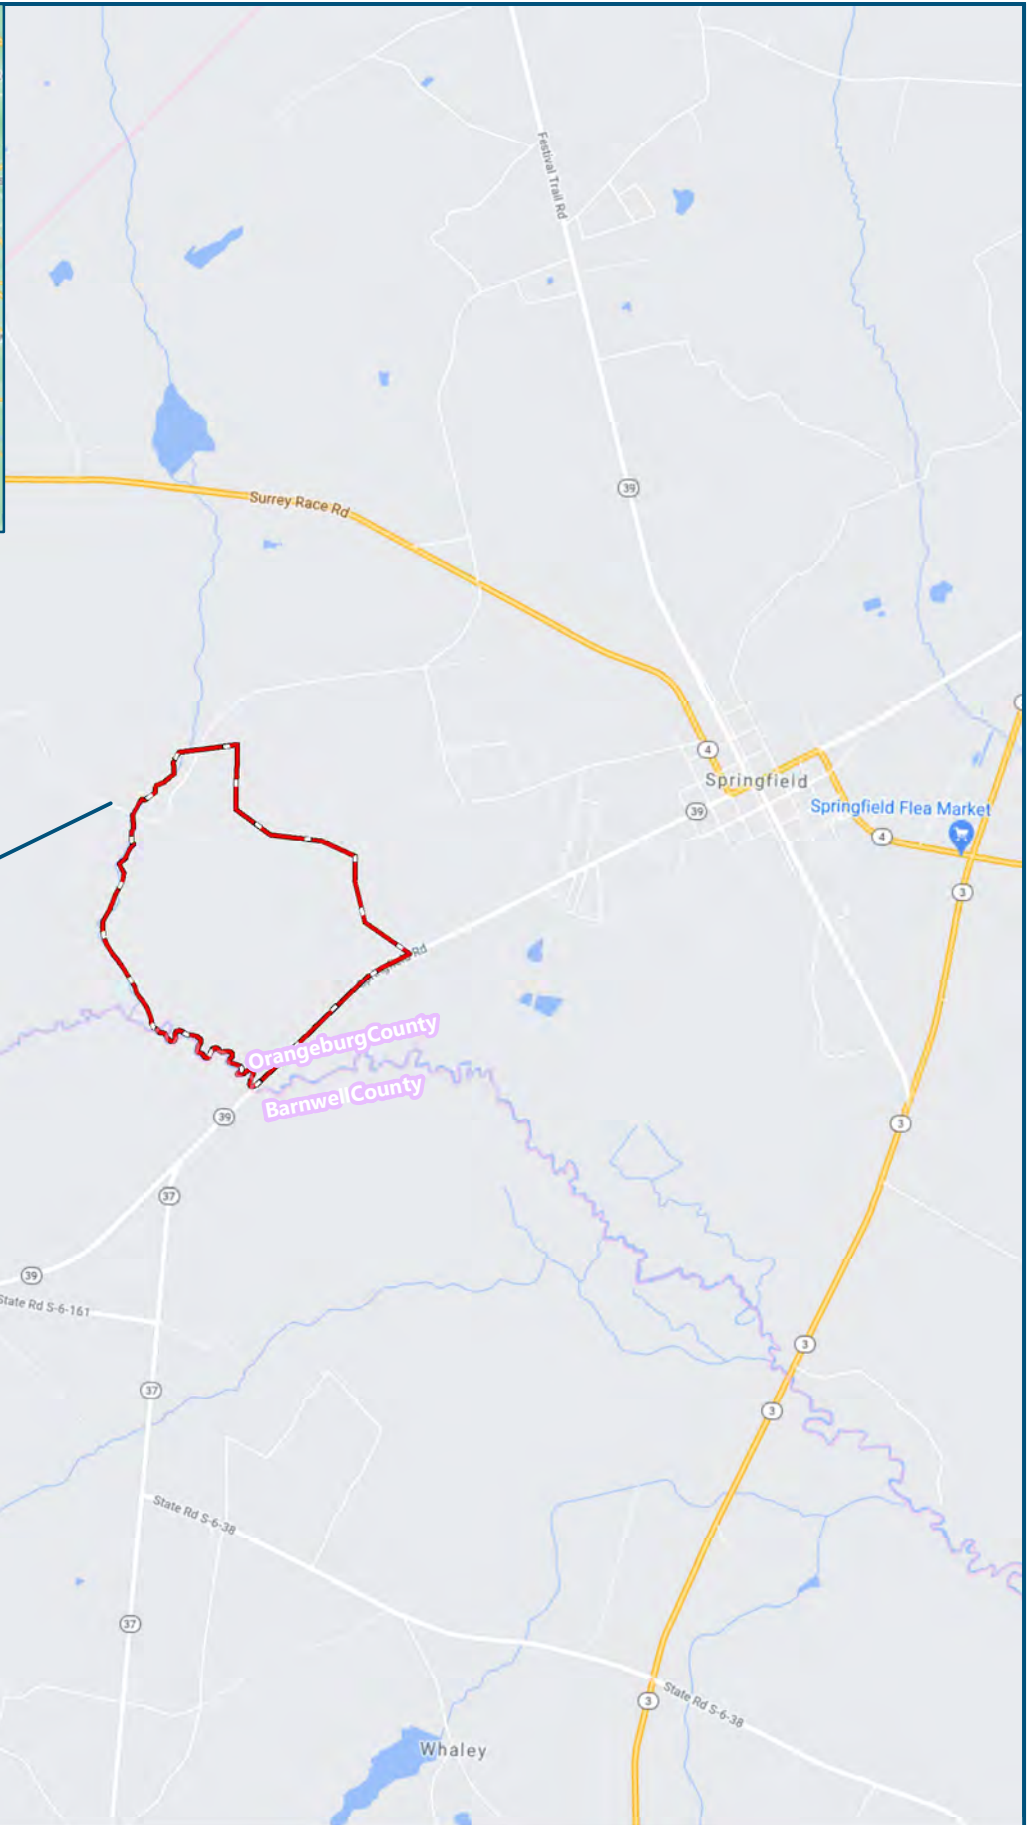 Festival Trail Rd
39
Surrey Race Rd
4
Springfield
39
Springfield Flea Market
4
3
Springfield Rd
OrangeburgCounty
BarnwellCounty
39
3
37
39
State Rd S-6-161
3
37
3
State Rd S-6-38
37
State Rd S-6-38
3
Whaley